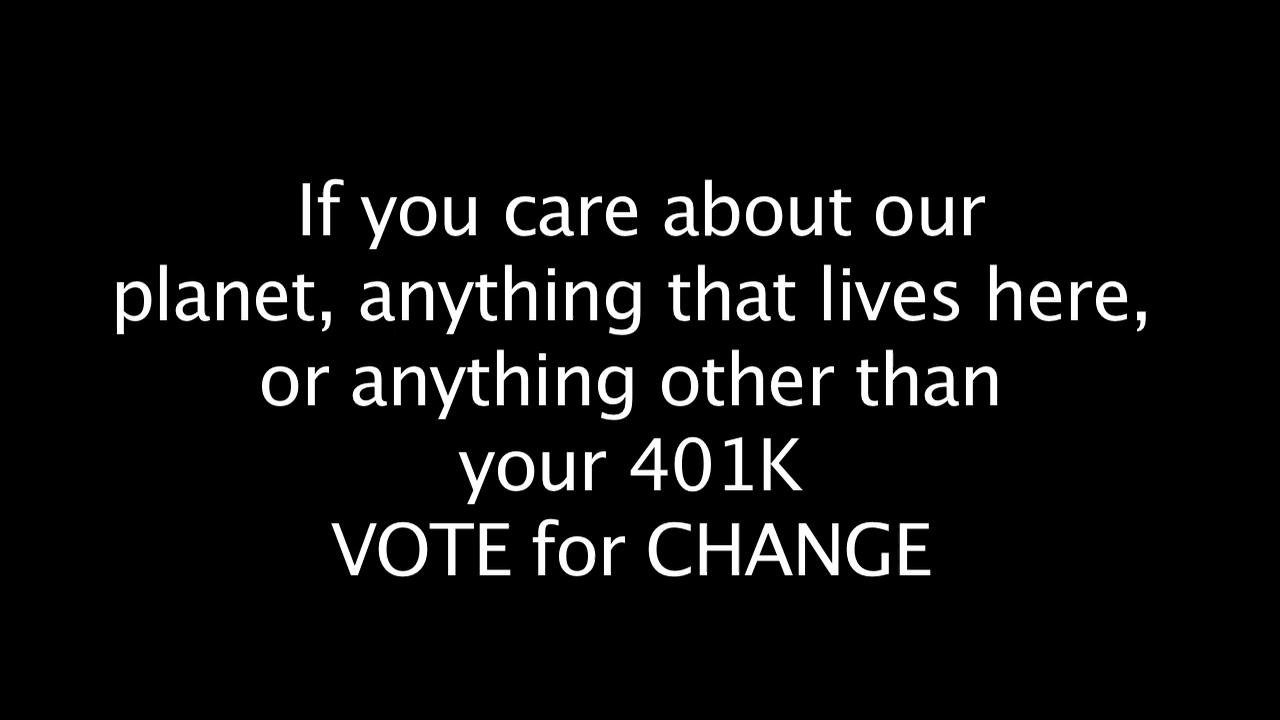 If you care about our
planet, anything that lives here,
or anything other than
your 401K
VOTE for CHANGE